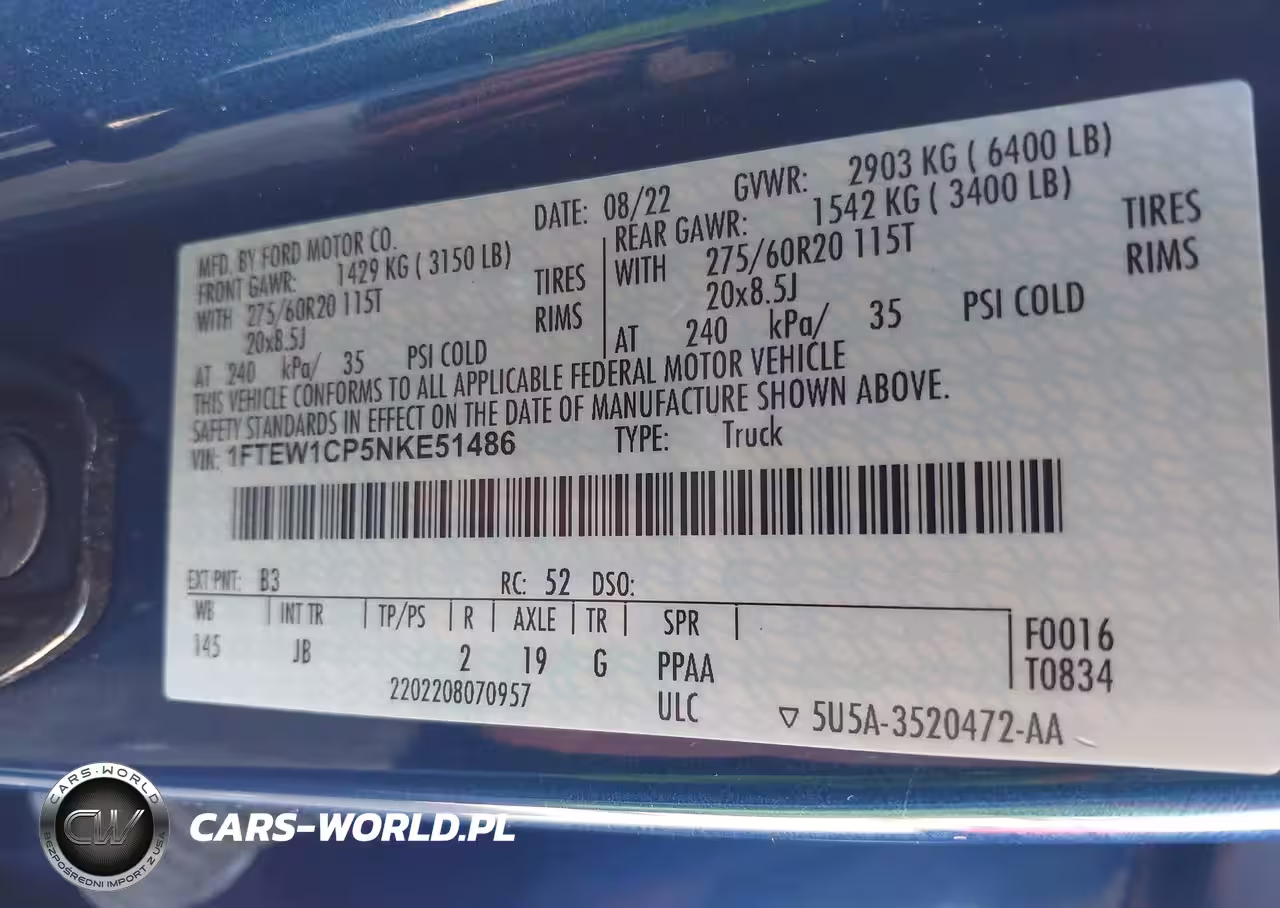 DATE: 08/22 GVWR: 2903 KG ( 6400 LB)
MFD. BY FORD MOTOR CO.
FRONT GAWR: 1429 KG ( 3150 LB)
WITH 275/60R20 115T TIRES
20x8.5J RIMS
AT 240 kPa/ 35 PSI COLD
REAR GAWR: 1542 KG ( 3400 LB)
WITH 275/60R20 115T TIRES
20x8.5J RIMS
AT 240 kPa/ 35 PSI COLD
THIS VEHICLE CONFORMS TO ALL APPLICABLE FEDERAL MOTOR VEHICLE
SAFETY STANDARDS IN EFFECT ON THE DATE OF MANUFACTURE SHOWN ABOVE.
VIN: 1FTEW1CP5NKE51486 TYPE: Truck
EXT PNT: B3 RC: 52 DSO:
WB INT TR TP/PS R AXLE TR SPR
145 JB 2 19 G PPAA
2202208070957 ULC
F0016
T0834
▽ 5U5A-3520472-AA
CARS-WORLD
CW
BEZPOŚREDNI IMPORT Z USA
CARS-WORLD.PL